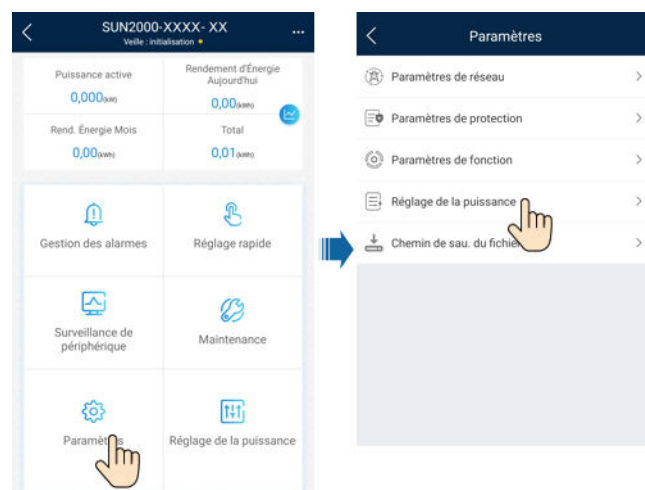 SUN2000-XXXX- XX
Veille : initialisation
Puissance active
0,000(kW)
Rendement d'Énergie Aujourd'hui
0,00(kWh)
Rend. Énergie Mois
0,00(kWh)
Total
0,01(kWh)
Gestion des alarmes
Réglage rapide
Surveillance de
périphérique
Maintenance
Paramètres
Réglage de la puissance
Paramètres
Paramètres de réseau
Paramètres de protection
Paramètres de fonction
Réglage de la puissance
Chemin de sau. du fichier